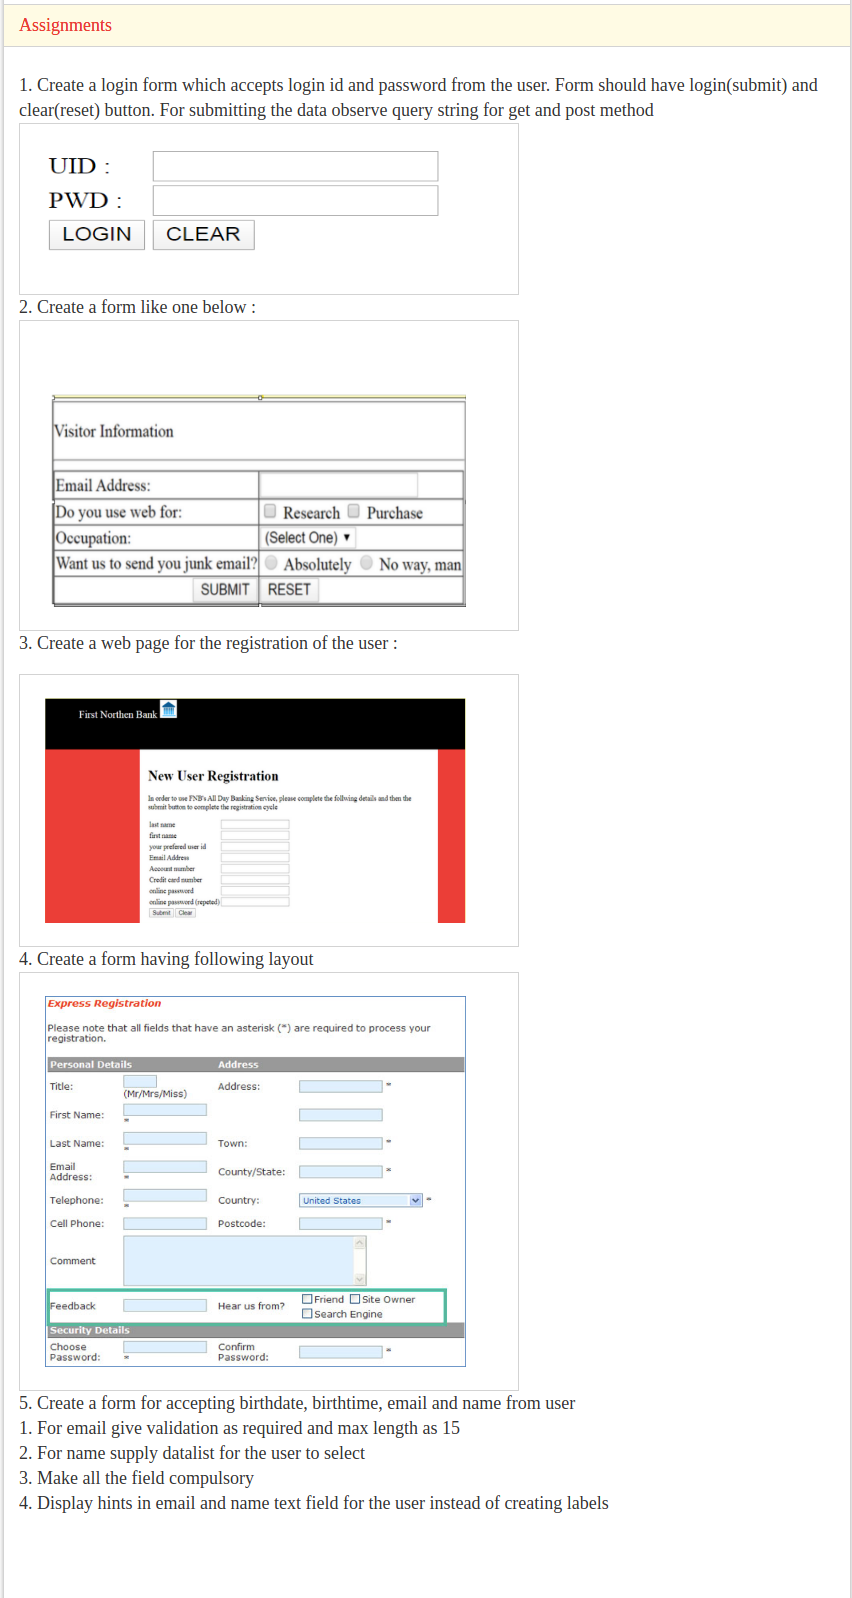 Assignments
1. Create a login form which accepts login id and password from the user. Form should have login(submit) and
clear(reset) button. For submitting the data observe query string for get and post method
UID :
PWD :
LOGIN CLEAR
2. Create a form like one below :
Visitor Information
Email Address:
Do you use web for: Research Purchase
Occupation: (Select One)
Want us to send you junk email? Absolutely No way, man
SUBMIT RESET
3. Create a web page for the registration of the user :
First Northen Bank
New User Registration
In order to use FNB's All Day Banking Service, please complete the follwing details and then the
submit button to complete the registration cycle
last name
first name
your prefered user id
Email Address
Account number
Credit card number
online password
online password (repeted)
Submit Clear
4. Create a form having following layout
Express Registration
Please note that all fields that have an asterisk (*) are required to process your
registration.
Personal Details Address
Title: (Mr/Mrs/Miss) Address: *
First Name: *
Last Name: * Town: *
Email
Address: * County/State: *
Telephone: * Country: United States *
Cell Phone: Postcode: *
Comment
Feedback Hear us from? Friend Site Owner
Search Engine
Security Details
Choose
Password: * Confirm
Password: *
5. Create a form for accepting birthdate, birthtime, email and name from user
1. For email give validation as required and max length as 15
2. For name supply datalist for the user to select
3. Make all the field compulsory
4. Display hints in email and name text field for the user instead of creating labels